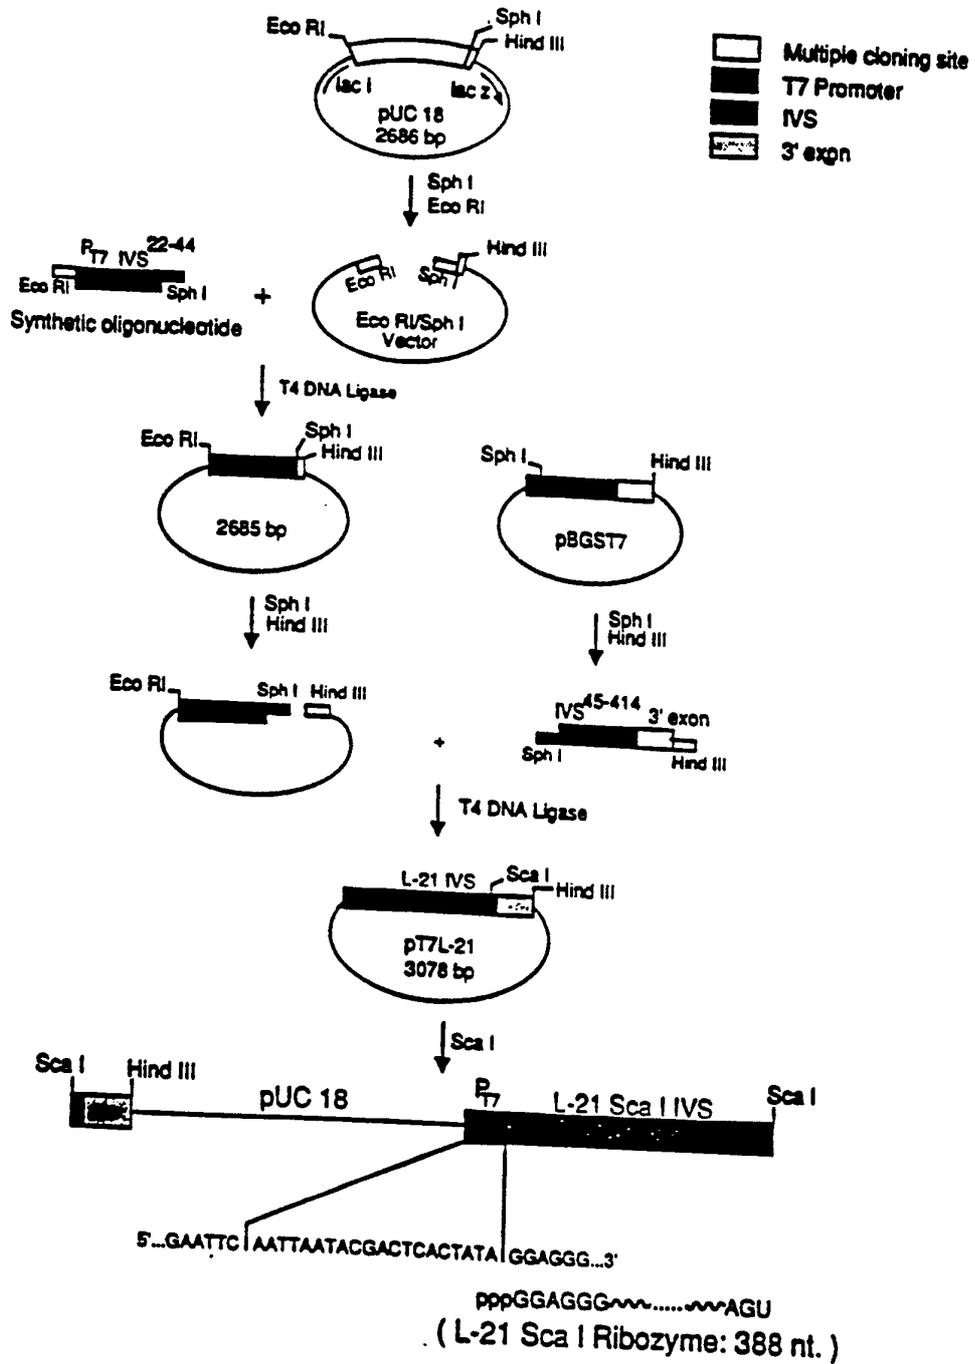 Eco RI
Sph I
Hind III
lac i
lac z
pUC 18
2686 bp
Multiple cloning site
T7 Promoter
IVS
3' exon
Sph I
Eco RI
PT7 IVS 22-44
Eco RI
Sph I
Synthetic oligonucleotide
+
Hind III
Eco RI
Sph I
Eco RI/Sph I
Vector
T4 DNA Ligase
Eco RI
Sph I
Hind III
2685 bp
Sph I
Hind III
pBGST7
Sph I
Hind III
Sph I
Hind III
Eco RI
Sph I
Hind III
+
IVS 45-414
3' exon
Sph I
Hind III
T4 DNA Ligase
L-21 IVS
Sca I
Hind III
pT7L-21
3078 bp
Sca I
Sca I
Hind III
pUC 18
PT7
L-21 Sca I IVS
Sca I
5'...GAATTC AATTAATACGACTCACTATA GGAGGG...3'
pppGGAGGG......AGU
( L-21 Sca I Ribozyme: 388 nt. )